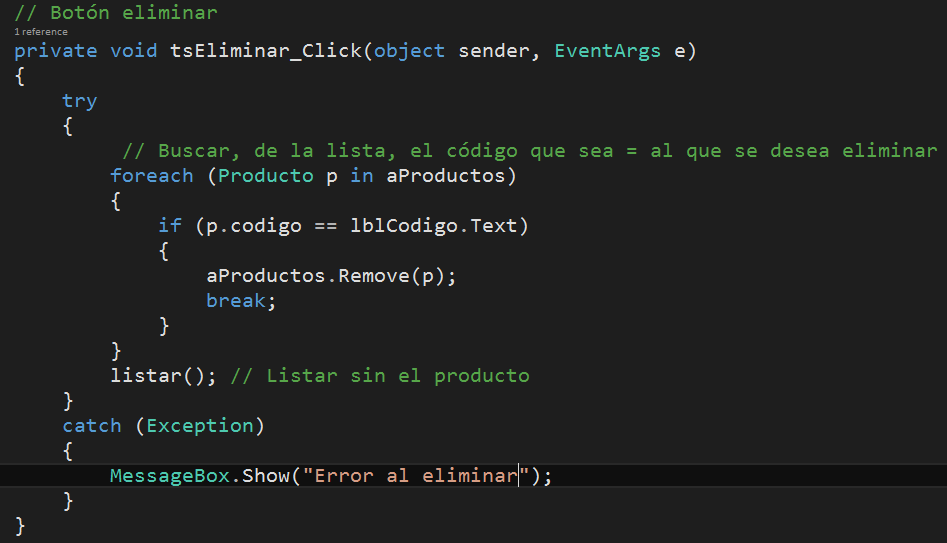 // Botón eliminar
1 reference
private void tsEliminar_Click(object sender, EventArgs e)
{
try
{
// Buscar, de la lista, el código que sea = al que se desea eliminar
foreach (Producto p in aProductos)
{
if (p.codigo == lblCodigo.Text)
{
aProductos.Remove(p);
break;
}
}
listar(); // Listar sin el producto
}
catch (Exception)
{
MessageBox.Show("Error al eliminar");
}
}